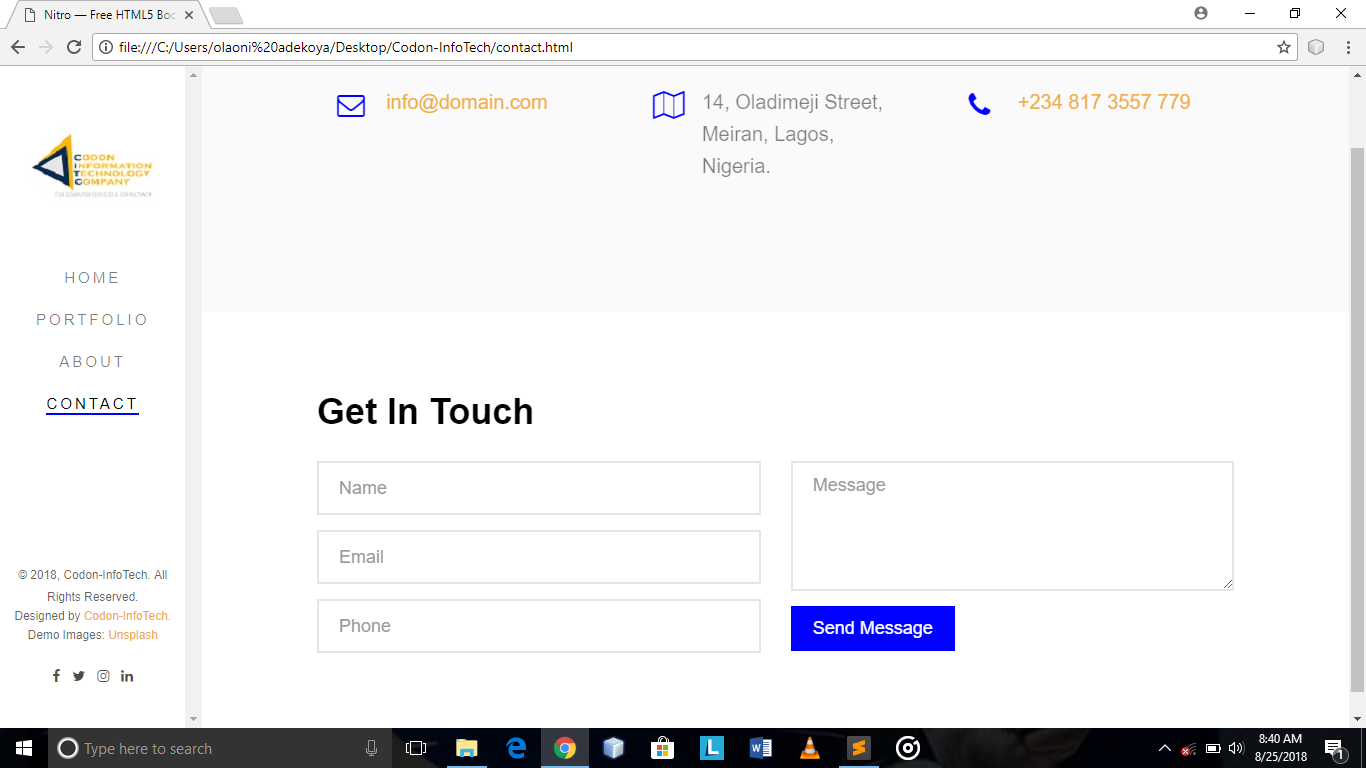 Nitro — Free HTML5 Boo
file:///C:/Users/olaoni%20adekoya/Desktop/Codon-InfoTech/contact.html
CODON
INFORMATION
TECHNOLOGY
COMPANY
HOME
PORTFOLIO
ABOUT
CONTACT
© 2018, Codon-InfoTech. All
Rights Reserved.
Designed by Codon-InfoTech.
Demo Images: Unsplash
info@domain.com
14, Oladimeji Street,
Meiran, Lagos,
Nigeria.
+234 817 3557 779
Get In Touch
Name
Email
Phone
Message
Send Message
Type here to search
8:40 AM
8/25/2018
1